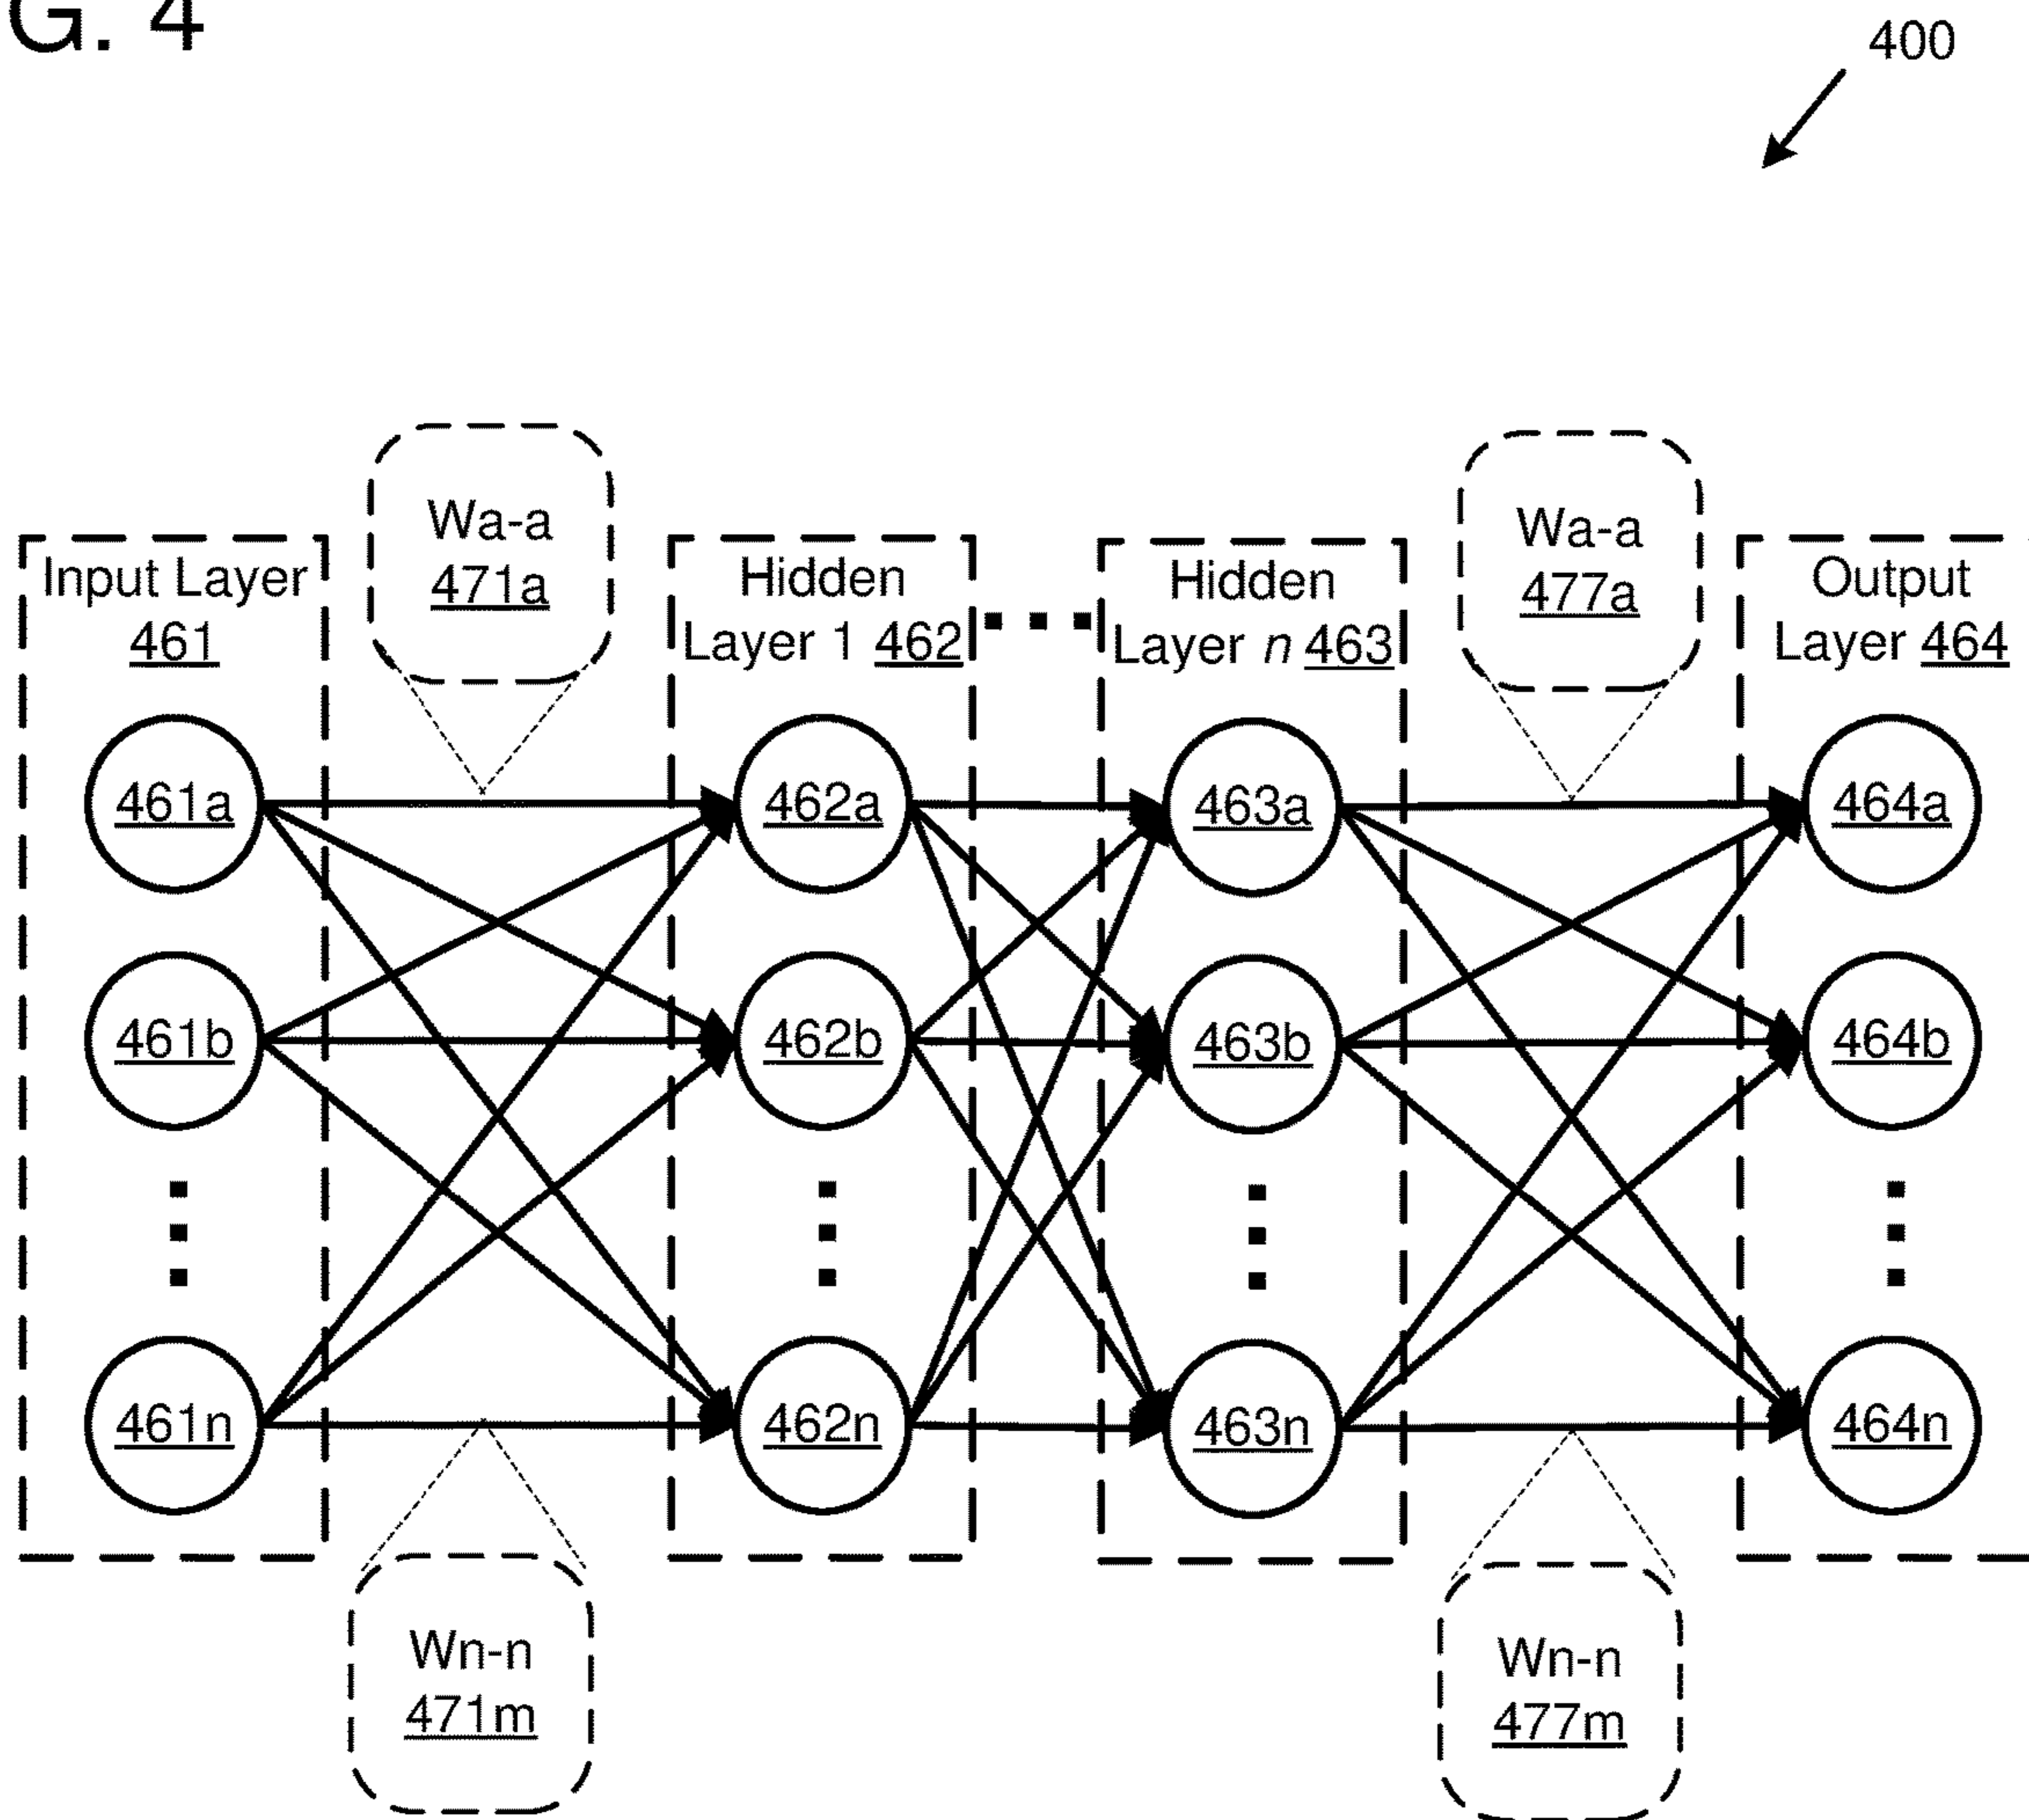 G. 4
400
Wa-a
471a
Wa-a
477a
Input Layer
461
Hidden
Layer 1 462
Hidden
Layer n 463
Output
Layer 464
461a
462a
463a
464a
461b
462b
463b
464b
461n
462n
463n
464n
Wn-n
471m
Wn-n
477m